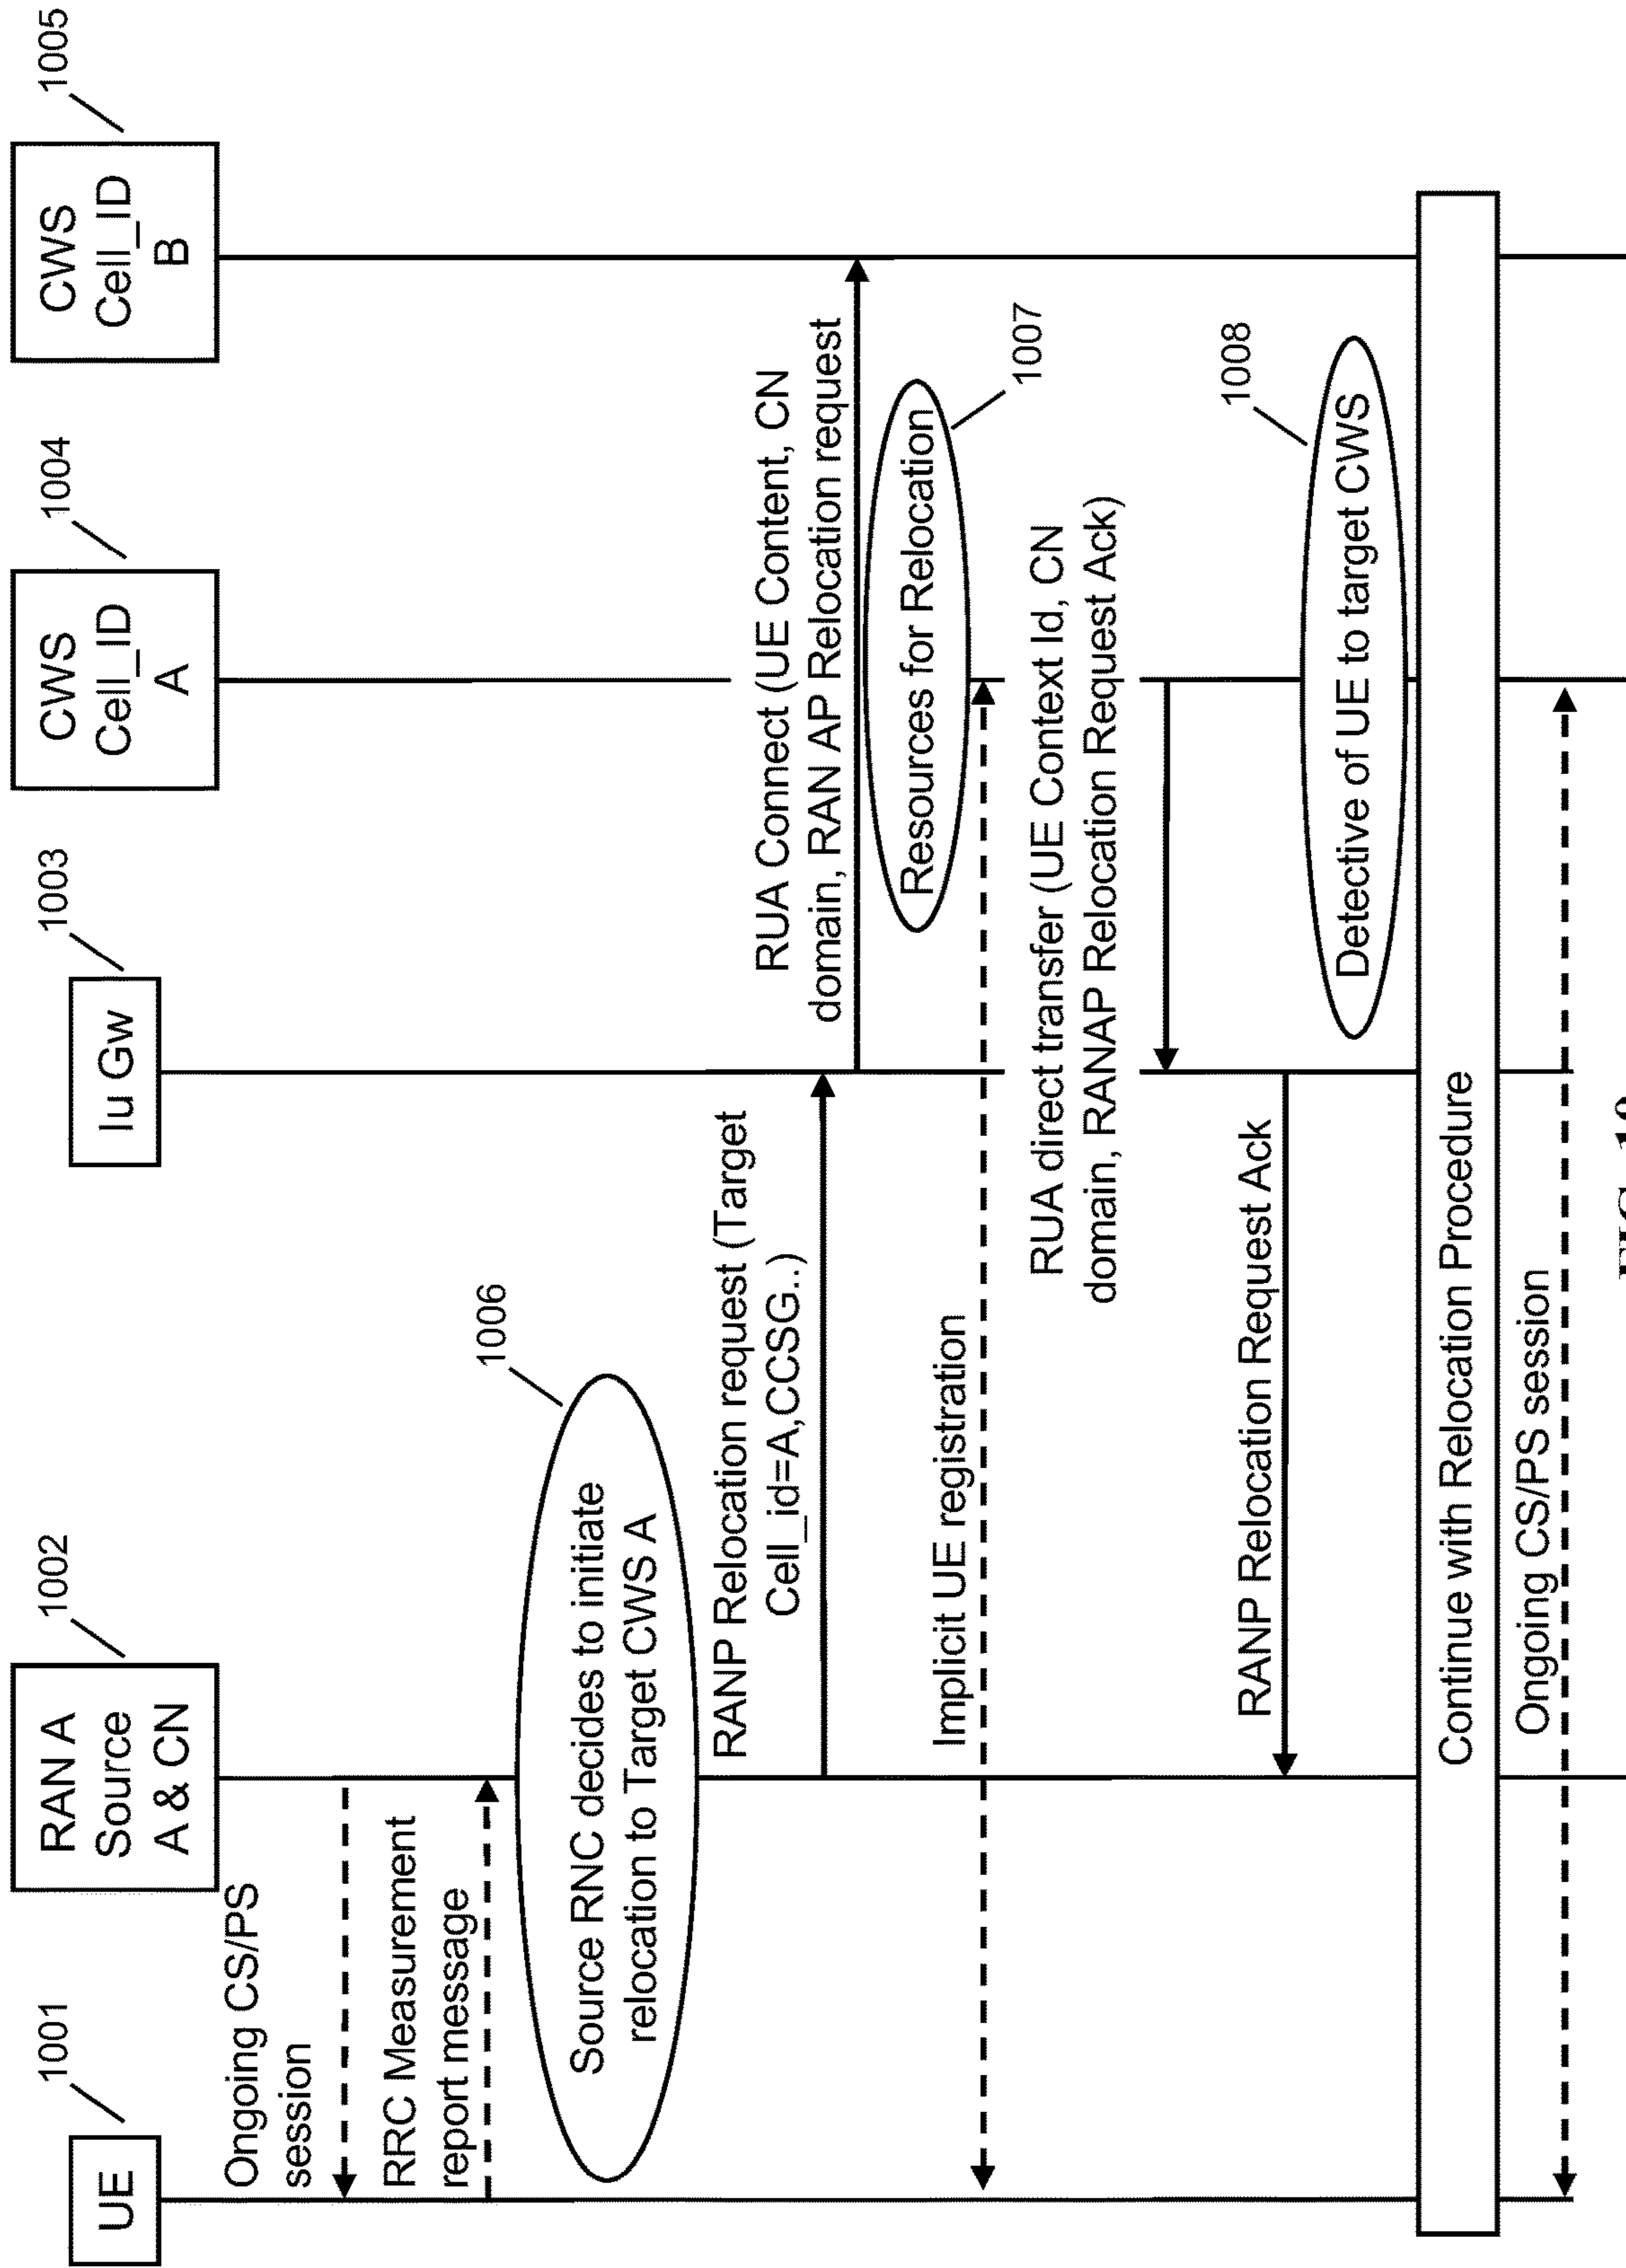 1001
1002
1003
1004
1005
UE
RAN A
Source
A & CN
Iu Gw
CWS
Cell_ID
A
CWS
Cell_ID
B
Ongoing CS/PS
session
RRC Measurement
report message
1006
Source RNC decides to initiate
relocation to Target CWS A
RANP Relocation request (Target
Cell_id=A,CCSG..)
RUA Connect (UE Content, CN
domain, RAN AP Relocation request
Resources for Relocation
1007
Implicit UE registration
RUA direct transfer (UE Context Id, CN
domain, RANAP Relocation Request Ack)
RANP Relocation Request Ack
1008
Detective of UE to target CWS
Continue with Relocation Procedure
Ongoing CS/PS session